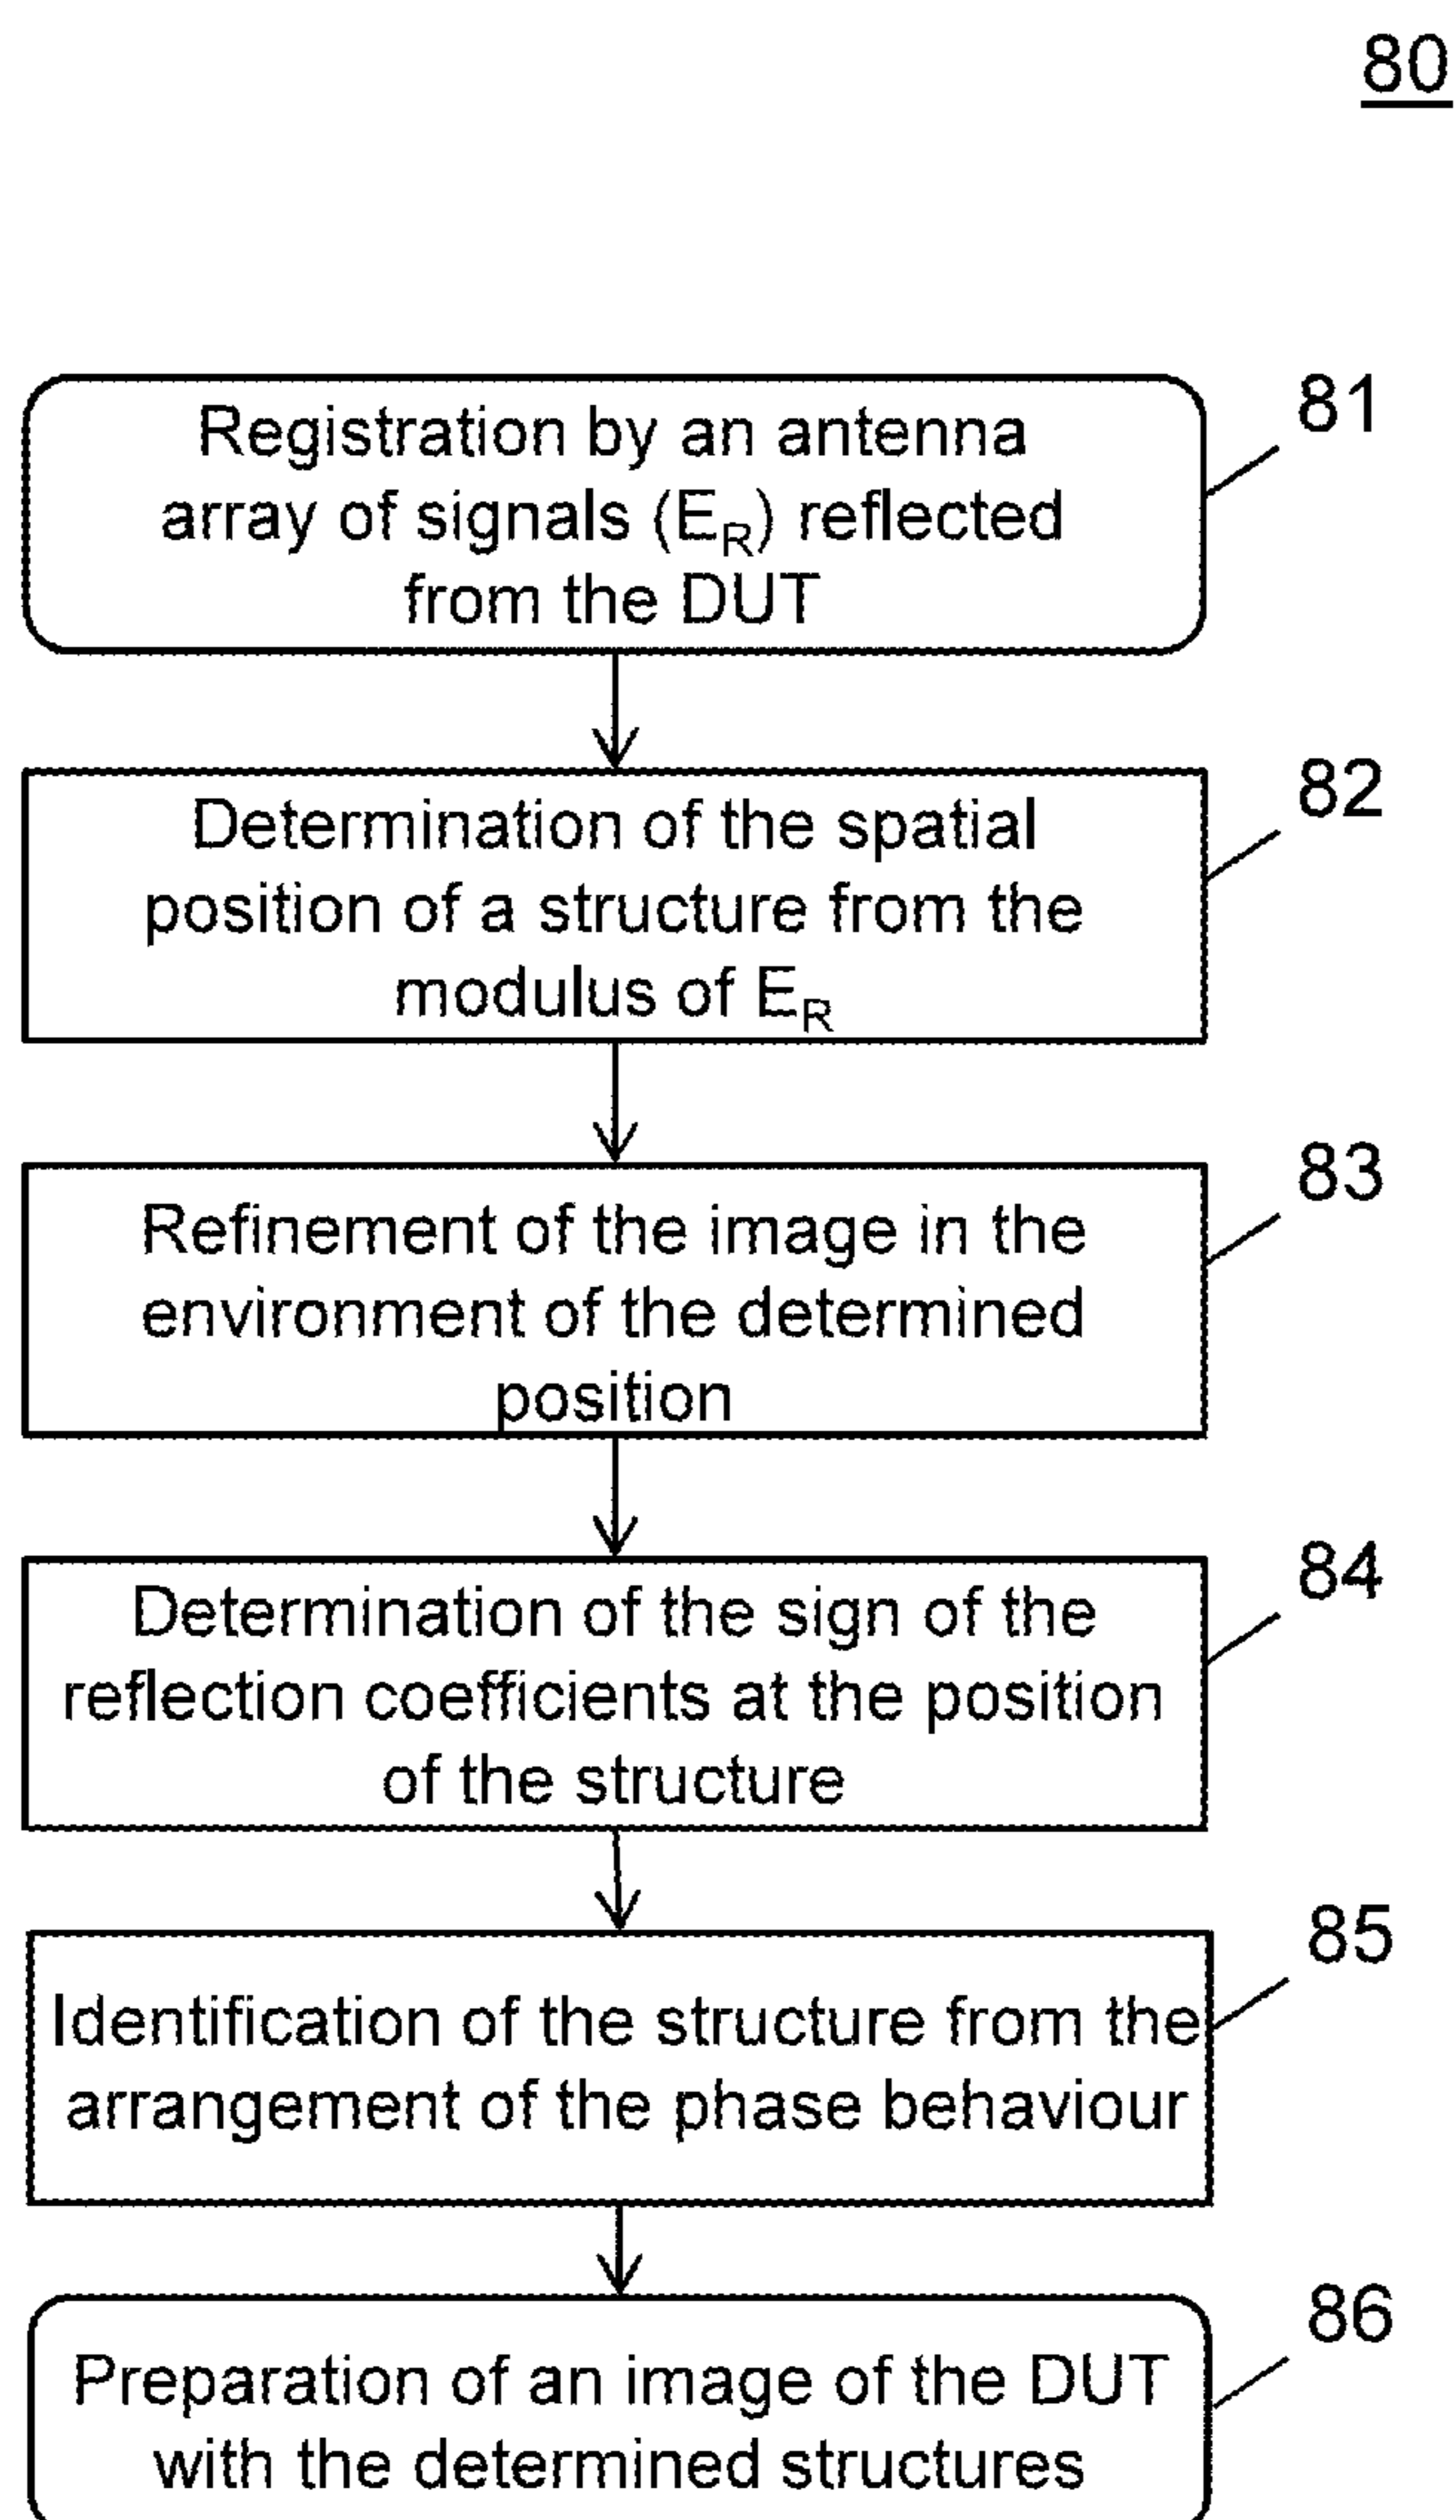 80
81
Registration by an antenna
array of signals (E_R) reflected
from the DUT
82
Determination of the spatial
position of a structure from the
modulus of E_R
83
Refinement of the image in the
environment of the determined
position
84
Determination of the sign of the
reflection coefficients at the position
of the structure
85
Identification of the structure from the
arrangement of the phase behaviour
86
Preparation of an image of the DUT
with the determined structures